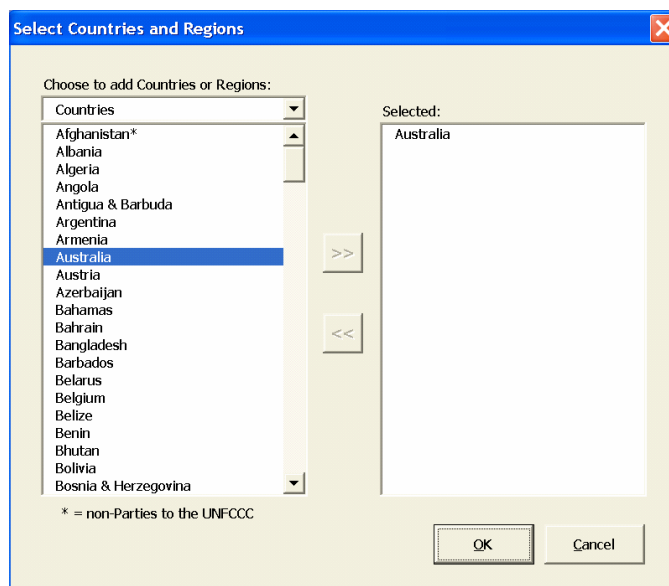 Select Countries and Regions
Choose to add Countries or Regions:
Countries
Afghanistan*
Albania
Algeria
Angola
Antigua & Barbuda
Argentina
Armenia
Australia
Austria
Azerbaijan
Bahamas
Bahrain
Bangladesh
Barbados
Belarus
Belgium
Belize
Benin
Bhutan
Bolivia
Bosnia & Herzegovina
* = non-Parties to the UNFCCC
>>
<<
Selected:
Australia
OK
Cancel